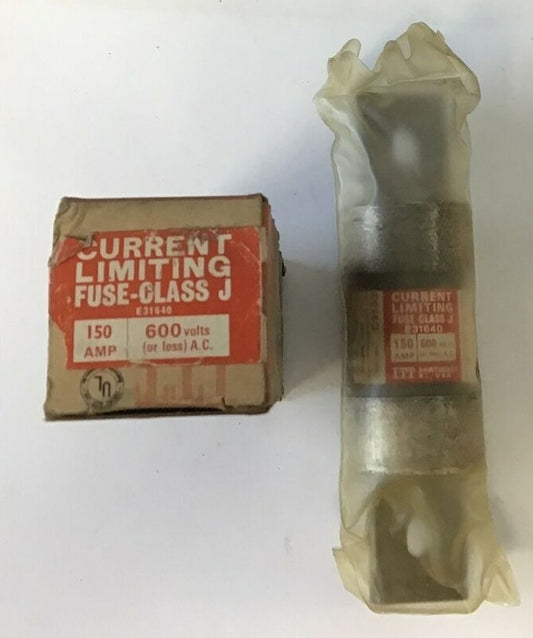 CURRENT
LIMITING
FUSE-CLASS J
E31640
150
AMP
600 volts
(or less) A.C.
UL
CURRENT
LIMITING
FUSE-CLASS J
E31640
150
AMP
600
ITT